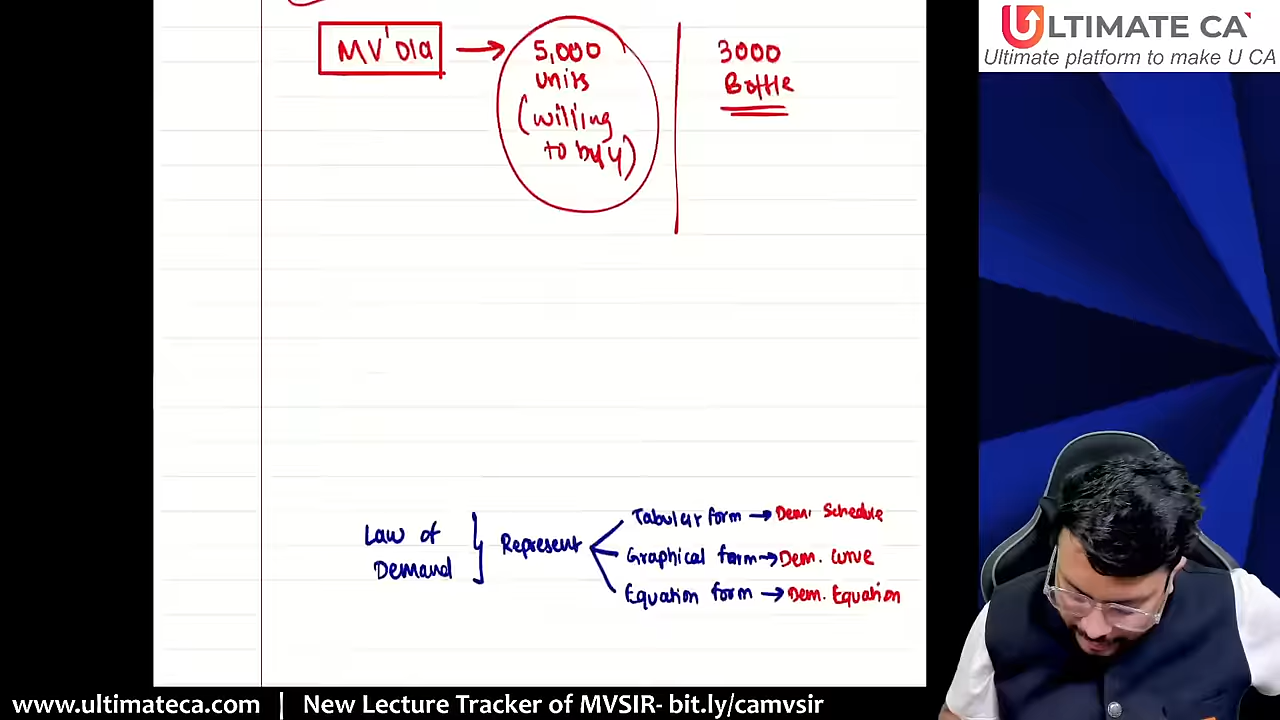 MV'Ola → 5,000 units (willing to buy)
3000 Bottle
Law of Demand } Represent
Tabular form → Dem. Schedule
Graphical form → Dem. Curve
Equation form → Dem. Equation
ULTIMATE CA
Ultimate platform to make U CA
www.ultimateca.com | New Lecture Tracker of MVSIR- bit.ly/camvsir